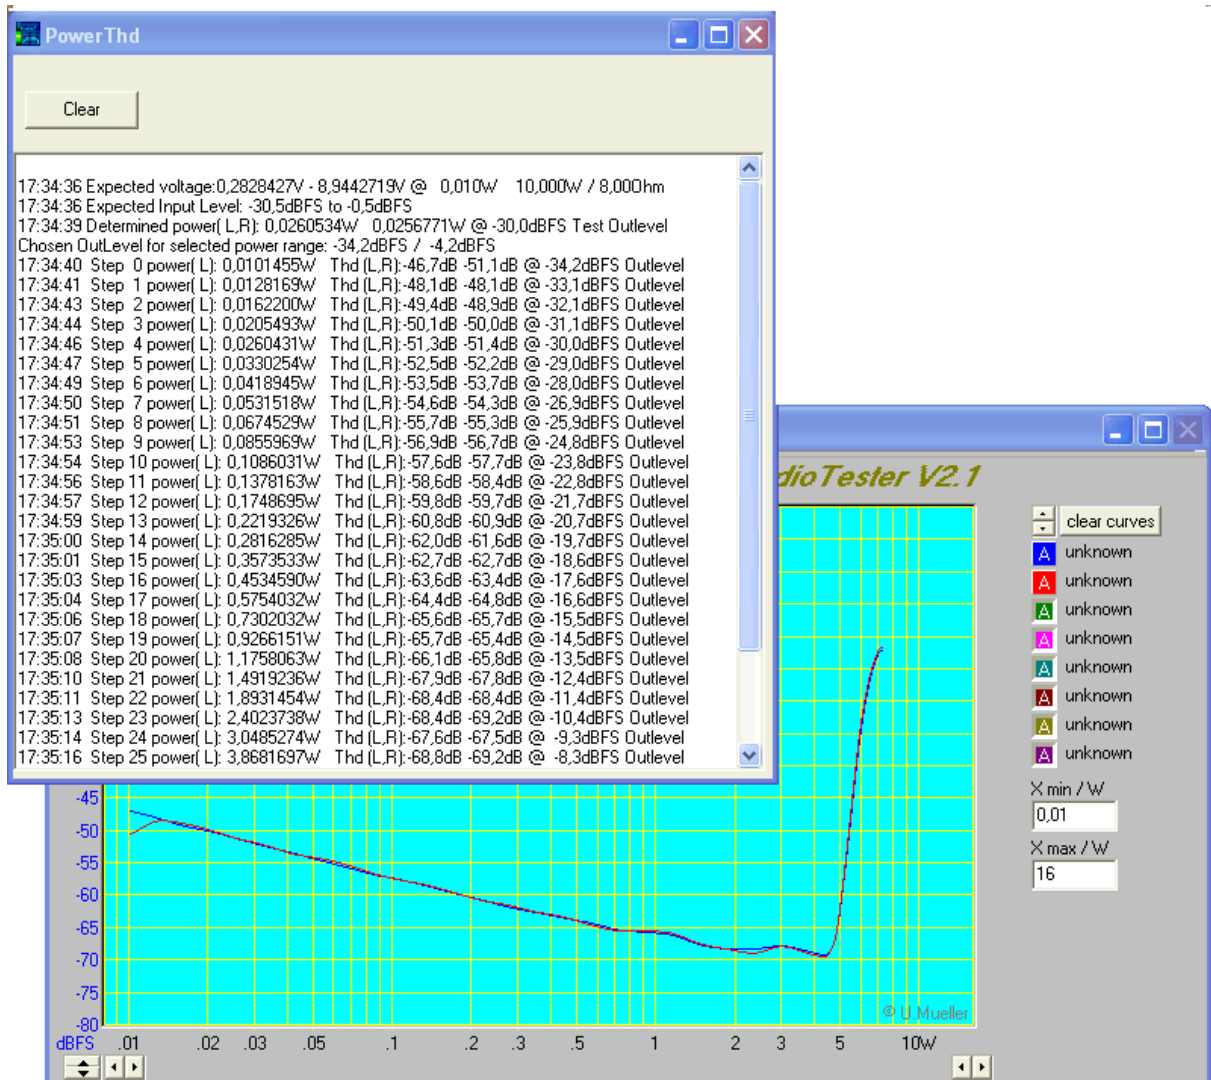 PowerThd
Clear
17:34:36 Expected voltage:0,2828427V - 8,9442719V @   0,010W    10,000W / 8,000Ohm
17:34:36 Expected Input Level: -30,5dBFS to -0,5dBFS
17:34:39 Determined power( L,R): 0,0260534W   0,0256771W @ -30,0dBFS Test Outlevel
Chosen OutLevel for selected power range: -34,2dBFS /  -4,2dBFS
17:34:40  Step  0 power( L): 0,0101455W   Thd (L,R):-46,7dB -51,1dB @ -34,2dBFS Outlevel
17:34:41  Step  1 power( L): 0,0128169W   Thd (L,R):-48,1dB -48,1dB @ -33,1dBFS Outlevel
17:34:43  Step  2 power( L): 0,0162200W   Thd (L,R):-49,4dB -48,9dB @ -32,1dBFS Outlevel
17:34:44  Step  3 power( L): 0,0205493W   Thd (L,R):-50,1dB -50,0dB @ -31,1dBFS Outlevel
17:34:46  Step  4 power( L): 0,0260431W   Thd (L,R):-51,3dB -51,4dB @ -30,0dBFS Outlevel
17:34:47  Step  5 power( L): 0,0330254W   Thd (L,R):-52,5dB -52,2dB @ -29,0dBFS Outlevel
17:34:49  Step  6 power( L): 0,0418945W   Thd (L,R):-53,5dB -53,7dB @ -28,0dBFS Outlevel
17:34:50  Step  7 power( L): 0,0531518W   Thd (L,R):-54,6dB -54,3dB @ -26,9dBFS Outlevel
17:34:51  Step  8 power( L): 0,0674529W   Thd (L,R):-55,7dB -55,3dB @ -25,9dBFS Outlevel
17:34:53  Step  9 power( L): 0,0855969W   Thd (L,R):-56,9dB -56,7dB @ -24,8dBFS Outlevel
17:34:54  Step 10 power( L): 0,1086031W   Thd (L,R):-57,6dB -57,7dB @ -23,8dBFS Outlevel
17:34:56  Step 11 power( L): 0,1378163W   Thd (L,R):-58,6dB -58,4dB @ -22,8dBFS Outlevel
17:34:57  Step 12 power( L): 0,1748695W   Thd (L,R):-59,8dB -59,7dB @ -21,7dBFS Outlevel
17:34:59  Step 13 power( L): 0,2219326W   Thd (L,R):-60,8dB -60,9dB @ -20,7dBFS Outlevel
17:35:00  Step 14 power( L): 0,2816285W   Thd (L,R):-62,0dB -61,6dB @ -19,7dBFS Outlevel
17:35:01  Step 15 power( L): 0,3573533W   Thd (L,R):-62,7dB -62,7dB @ -18,6dBFS Outlevel
17:35:03  Step 16 power( L): 0,4534590W   Thd (L,R):-63,6dB -63,4dB @ -17,6dBFS Outlevel
17:35:04  Step 17 power( L): 0,5754032W   Thd (L,R):-64,4dB -64,8dB @ -16,6dBFS Outlevel
17:35:06  Step 18 power( L): 0,7302032W   Thd (L,R):-65,6dB -65,7dB @ -15,5dBFS Outlevel
17:35:07  Step 19 power( L): 0,9266151W   Thd (L,R):-65,7dB -65,4dB @ -14,5dBFS Outlevel
17:35:08  Step 20 power( L): 1,1758063W   Thd (L,R):-66,1dB -65,8dB @ -13,5dBFS Outlevel
17:35:10  Step 21 power( L): 1,4919236W   Thd (L,R):-67,9dB -67,8dB @ -12,4dBFS Outlevel
17:35:11  Step 22 power( L): 1,8931454W   Thd (L,R):-68,4dB -68,4dB @ -11,4dBFS Outlevel
17:35:13  Step 23 power( L): 2,4023738W   Thd (L,R):-68,4dB -69,2dB @ -10,4dBFS Outlevel
17:35:14  Step 24 power( L): 3,0485274W   Thd (L,R):-67,6dB -67,5dB @  -9,3dBFS Outlevel
17:35:16  Step 25 power( L): 3,8681697W   Thd (L,R):-68,8dB -69,2dB @  -8,3dBFS Outlevel
dioTester V2.1
clear curves
A unknown
A unknown
A unknown
A unknown
A unknown
A unknown
A unknown
A unknown
X min / W
0,01
X max / W
16
-45
-50
-55
-60
-65
-70
-75
-80
© U.Mueller
dBFS .01 .02 .03 .05 .1 .2 .3 .5 1 2 3 5 10W